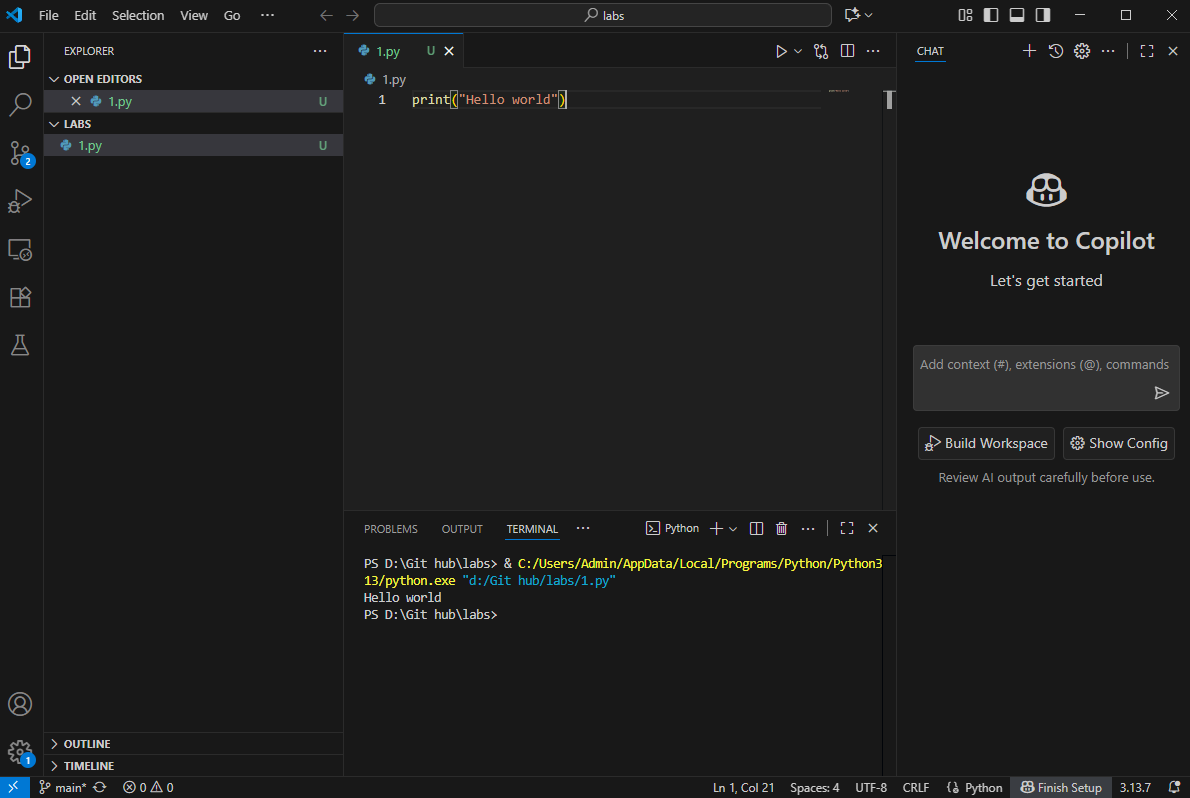 File Edit Selection View Go ··· labs
EXPLORER ···
OPEN EDITORS
1.py U
LABS
1.py U
2
1
OUTLINE
TIMELINE
1.py U
1.py
1 print("Hello world")
PROBLEMS OUTPUT TERMINAL ··· Python ···
PS D:\Git hub\labs> & C:/Users/Admin/AppData/Local/Programs/Python/Python3
13/python.exe "d:/Git hub/labs/1.py"
Hello world
PS D:\Git hub\labs>
CHAT
Welcome to Copilot
Let's get started
Add context (#), extensions (@), commands
Build Workspace Show Config
Review AI output carefully before use.
main* 0 0 Ln 1, Col 21 Spaces: 4 UTF-8 CRLF Python Finish Setup 3.13.7